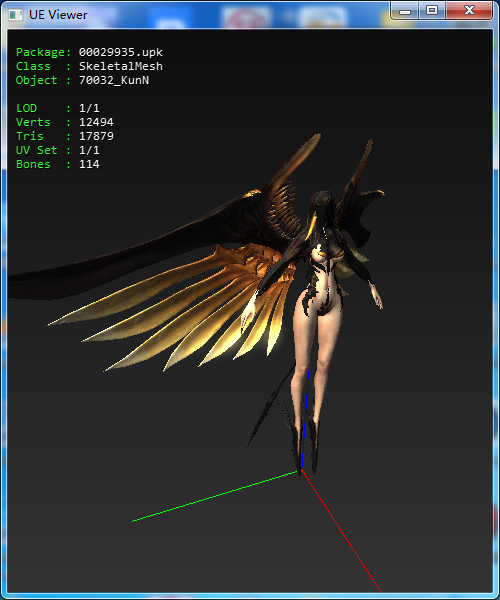 UE Viewer
Package: 00029935.upk
Class : SkeletalMesh
Object : 70032_KunN
LOD : 1/1
Verts : 12494
Tris : 17879
UV Set : 1/1
Bones : 114